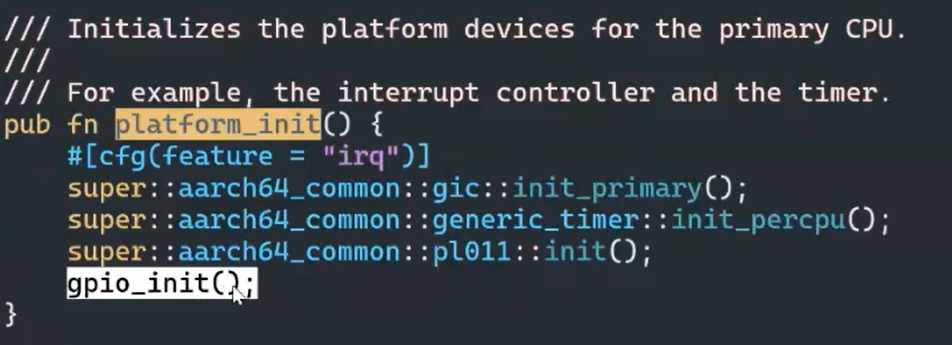 /// Initializes the platform devices for the primary CPU.
///
/// For example, the interrupt controller and the timer.
pub fn platform_init() {
    #[cfg(feature = "irq")]
    super::aarch64_common::gic::init_primary();
    super::aarch64_common::generic_timer::init_percpu();
    super::aarch64_common::pl011::init();
    gpio_init();
}